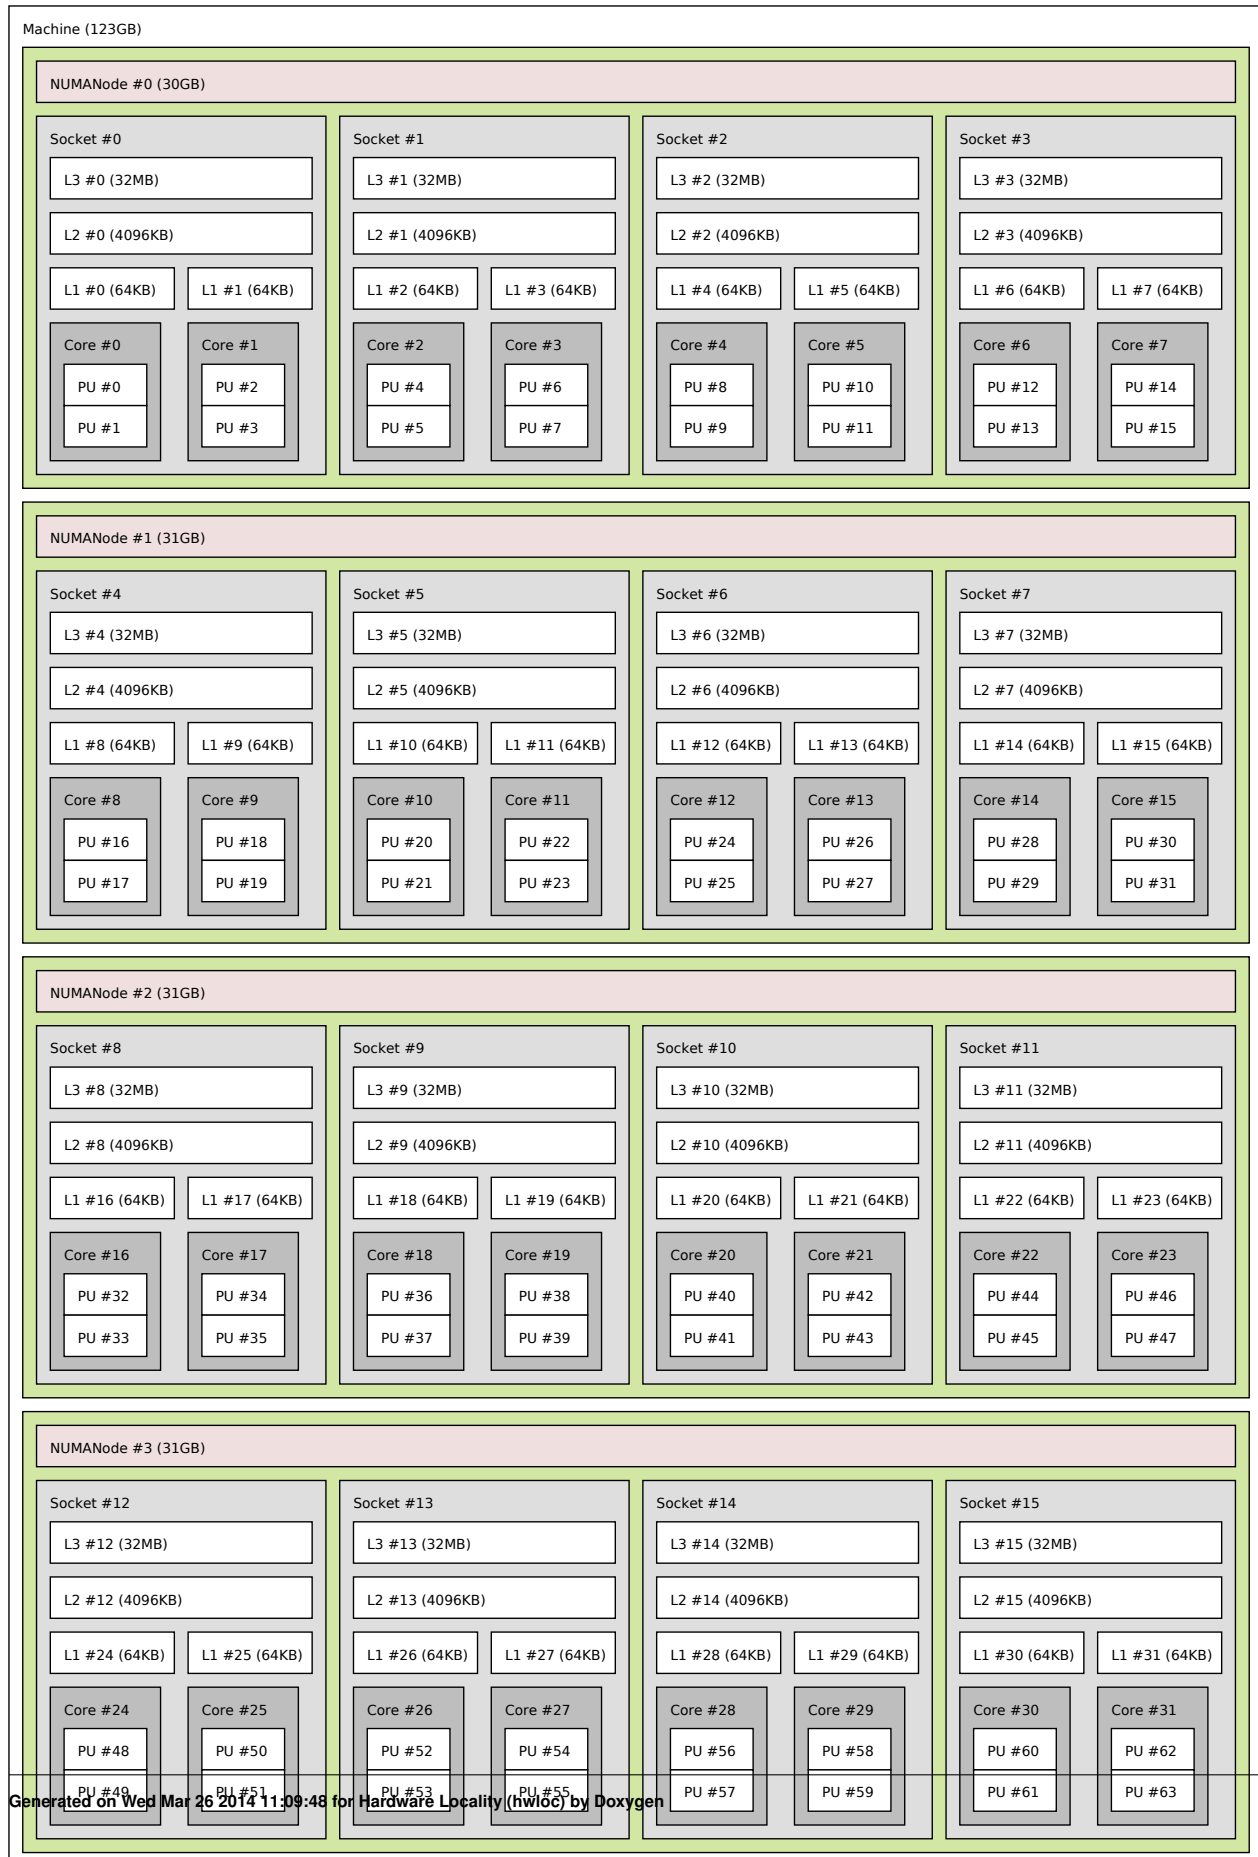 Machine (123GB)
NUMANode #0 (30GB)
Socket #0 Socket #1 Socket #2 Socket #3
L3 #0 (32MB) L3 #1 (32MB) L3 #2 (32MB) L3 #3 (32MB)
L2 #0 (4096KB) L2 #1 (4096KB) L2 #2 (4096KB) L2 #3 (4096KB)
L1 #0 (64KB) L1 #1 (64KB) L1 #2 (64KB) L1 #3 (64KB) L1 #4 (64KB) L1 #5 (64KB) L1 #6 (64KB) L1 #7 (64KB)
Core #0 Core #1 Core #2 Core #3 Core #4 Core #5 Core #6 Core #7
PU #0 PU #2 PU #4 PU #6 PU #8 PU #10 PU #12 PU #14
PU #1 PU #3 PU #5 PU #7 PU #9 PU #11 PU #13 PU #15
NUMANode #1 (31GB)
Socket #4 Socket #5 Socket #6 Socket #7
L3 #4 (32MB) L3 #5 (32MB) L3 #6 (32MB) L3 #7 (32MB)
L2 #4 (4096KB) L2 #5 (4096KB) L2 #6 (4096KB) L2 #7 (4096KB)
L1 #8 (64KB) L1 #9 (64KB) L1 #10 (64KB) L1 #11 (64KB) L1 #12 (64KB) L1 #13 (64KB) L1 #14 (64KB) L1 #15 (64KB)
Core #8 Core #9 Core #10 Core #11 Core #12 Core #13 Core #14 Core #15
PU #16 PU #18 PU #20 PU #22 PU #24 PU #26 PU #28 PU #30
PU #17 PU #19 PU #21 PU #23 PU #25 PU #27 PU #29 PU #31
NUMANode #2 (31GB)
Socket #8 Socket #9 Socket #10 Socket #11
L3 #8 (32MB) L3 #9 (32MB) L3 #10 (32MB) L3 #11 (32MB)
L2 #8 (4096KB) L2 #9 (4096KB) L2 #10 (4096KB) L2 #11 (4096KB)
L1 #16 (64KB) L1 #17 (64KB) L1 #18 (64KB) L1 #19 (64KB) L1 #20 (64KB) L1 #21 (64KB) L1 #22 (64KB) L1 #23 (64KB)
Core #16 Core #17 Core #18 Core #19 Core #20 Core #21 Core #22 Core #23
PU #32 PU #34 PU #36 PU #38 PU #40 PU #42 PU #44 PU #46
PU #33 PU #35 PU #37 PU #39 PU #41 PU #43 PU #45 PU #47
NUMANode #3 (31GB)
Socket #12 Socket #13 Socket #14 Socket #15
L3 #12 (32MB) L3 #13 (32MB) L3 #14 (32MB) L3 #15 (32MB)
L2 #12 (4096KB) L2 #13 (4096KB) L2 #14 (4096KB) L2 #15 (4096KB)
L1 #24 (64KB) L1 #25 (64KB) L1 #26 (64KB) L1 #27 (64KB) L1 #28 (64KB) L1 #29 (64KB) L1 #30 (64KB) L1 #31 (64KB)
Core #24 Core #25 Core #26 Core #27 Core #28 Core #29 Core #30 Core #31
PU #48 PU #50 PU #52 PU #54 PU #56 PU #58 PU #60 PU #62
PU #49 PU #51 PU #53 PU #55 PU #57 PU #59 PU #61 PU #63
Generated on Wed Mar 26 2014 11:09:48 for Hardware Locality (hwloc) by Doxygen